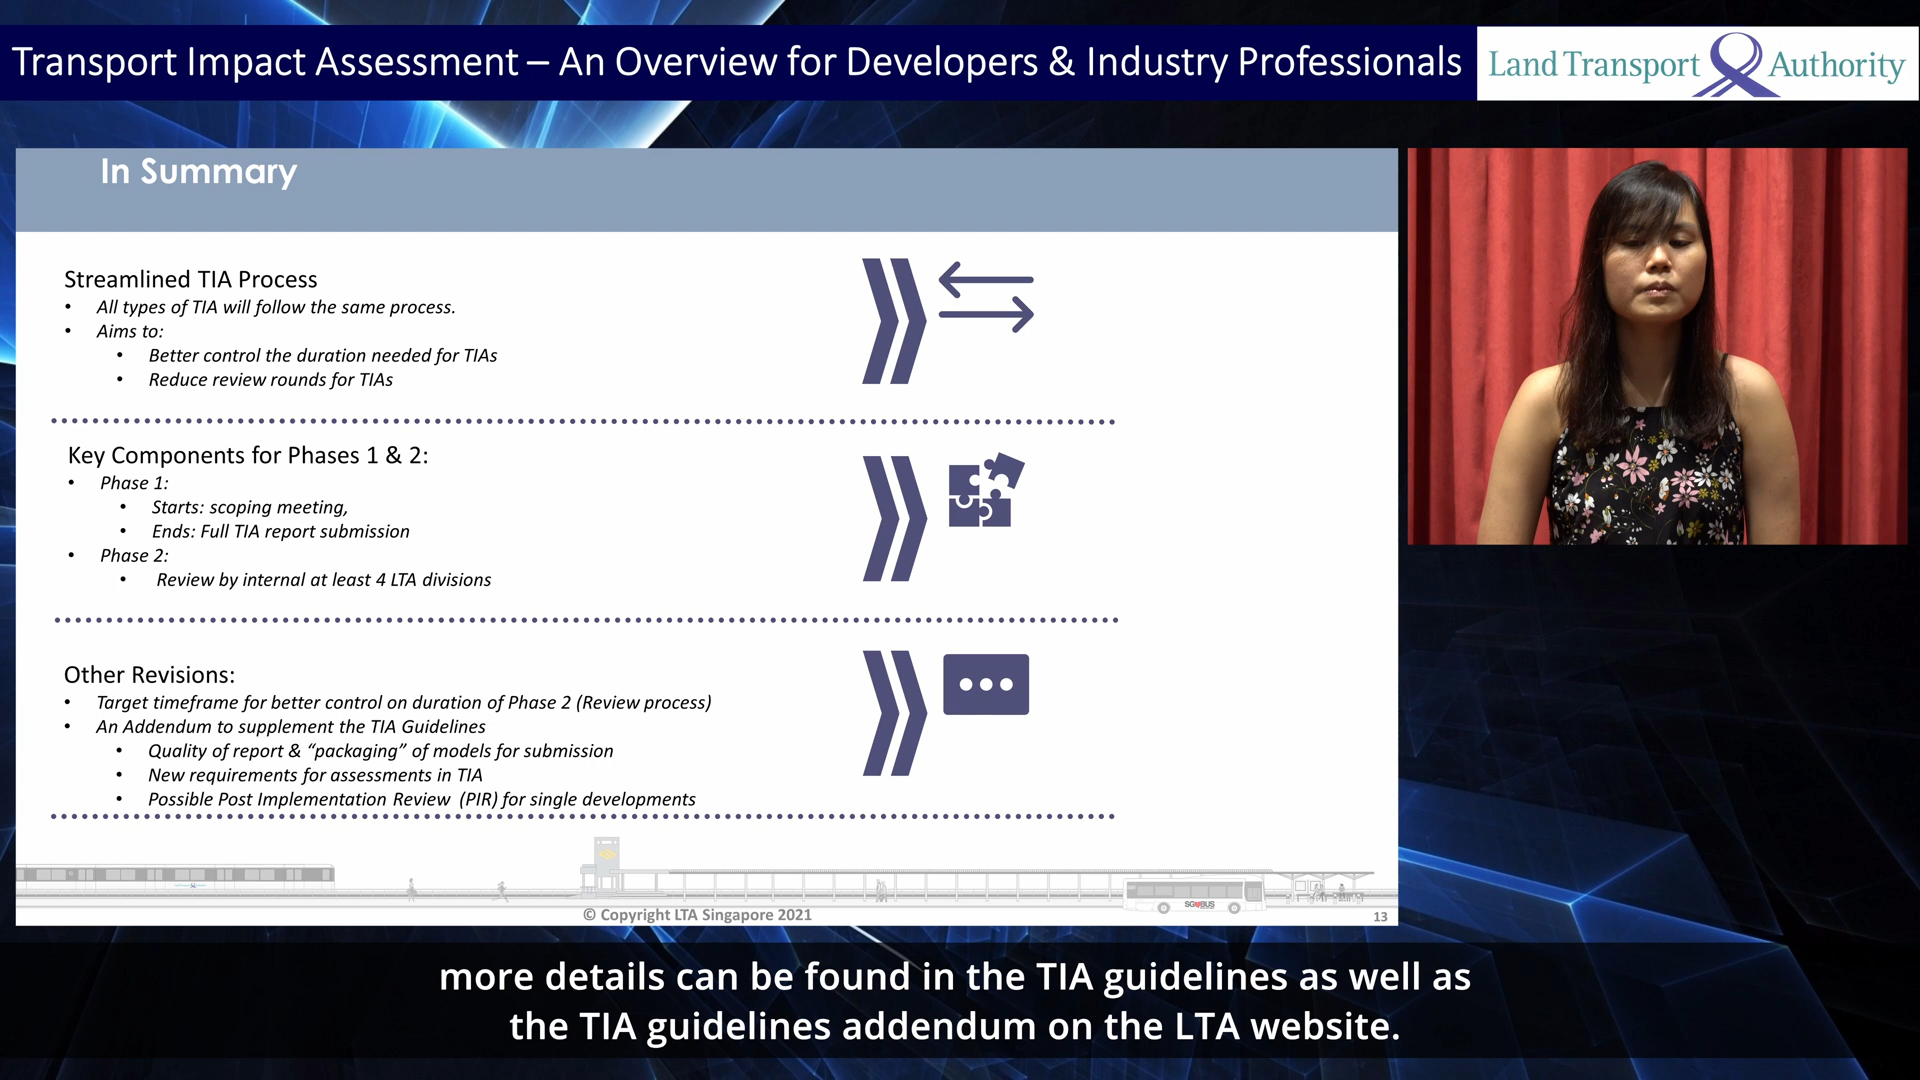 Transport Impact Assessment – An Overview for Developers & Industry Professionals
Land Transport Authority
In Summary
Streamlined TIA Process
• All types of TIA will follow the same process.
• Aims to:
• Better control the duration needed for TIAs
• Reduce review rounds for TIAs
Key Components for Phases 1 & 2:
• Phase 1:
• Starts: scoping meeting,
• Ends: Full TIA report submission
• Phase 2:
• Review by internal at least 4 LTA divisions
Other Revisions:
• Target timeframe for better control on duration of Phase 2 (Review process)
• An Addendum to supplement the TIA Guidelines
• Quality of report & “packaging” of models for submission
• New requirements for assessments in TIA
• Possible Post Implementation Review (PIR) for single developments
SG♥BUS
© Copyright LTA Singapore 2021
13
more details can be found in the TIA guidelines as well as
the TIA guidelines addendum on the LTA website.